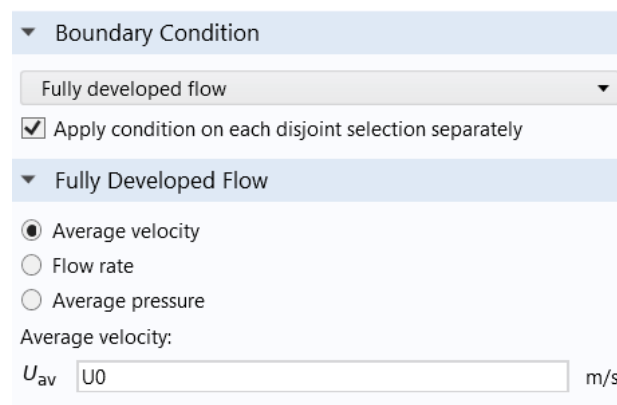 Boundary Condition
Fully developed flow
Apply condition on each disjoint selection separately
Fully Developed Flow
Average velocity
Flow rate
Average pressure
Average velocity:
Uav U0 m/s